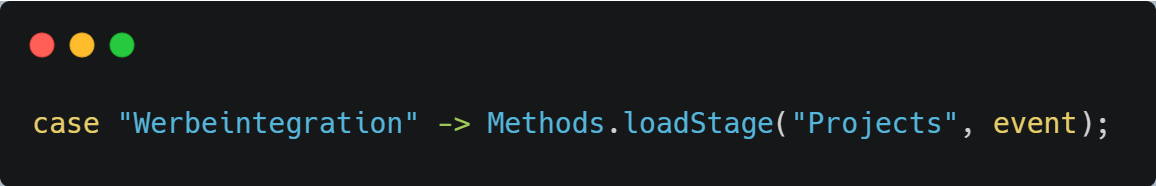 case "Werbeintegration" -> Methods.loadStage("Projects", event);